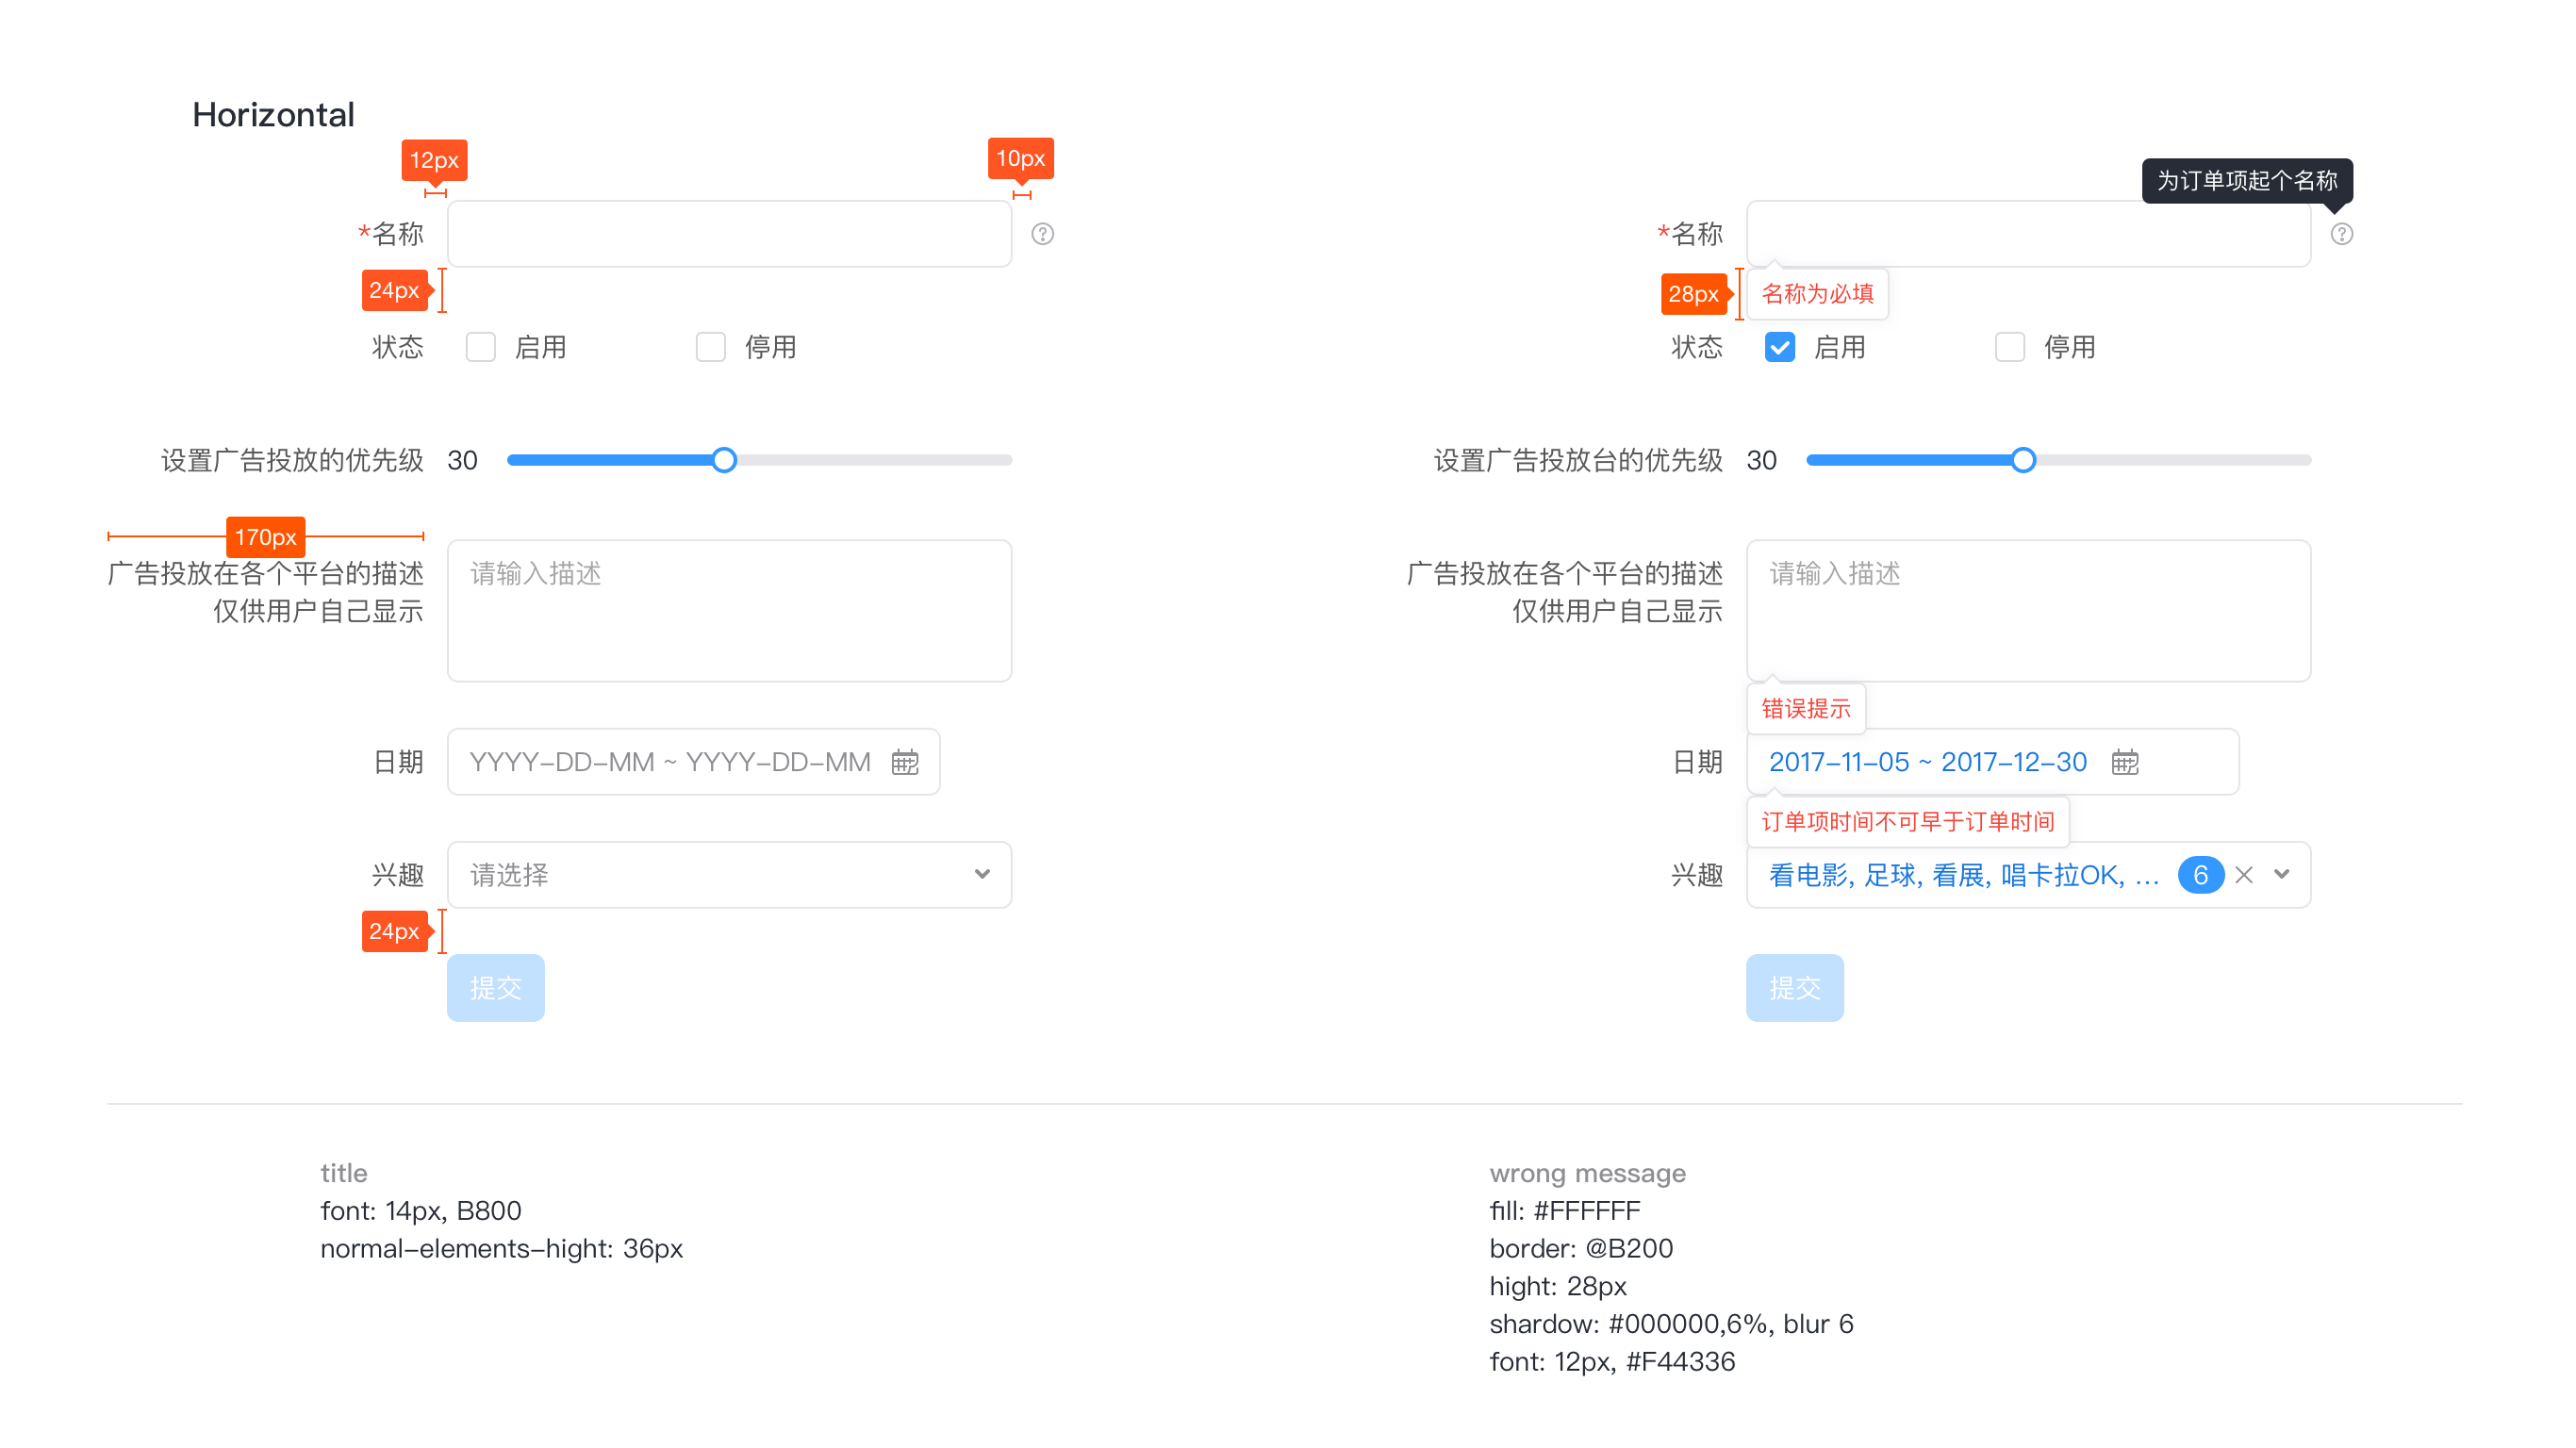 Horizontal
12px
10px
*名称
24px
状态
启用
停用
设置广告投放的优先级
30
170px
广告投放在各个平台的描述
仅供用户自己显示
请输入描述
日期
YYYY-DD-MM ~ YYYY-DD-MM
兴趣
请选择
24px
提交
为订单项起个名称
*名称
28px
名称为必填
状态
启用
停用
设置广告投放台的优先级
30
广告投放在各个平台的描述
仅供用户自己显示
请输入描述
错误提示
日期
2017-11-05 ~ 2017-12-30
订单项时间不可早于订单时间
兴趣
看电影, 足球, 看展, 唱卡拉OK, ...
6
提交
title
font: 14px, B800
normal-elements-hight: 36px
wrong message
fill: #FFFFFF
border: @B200
hight: 28px
shardow: #000000,6%, blur 6
font: 12px, #F44336